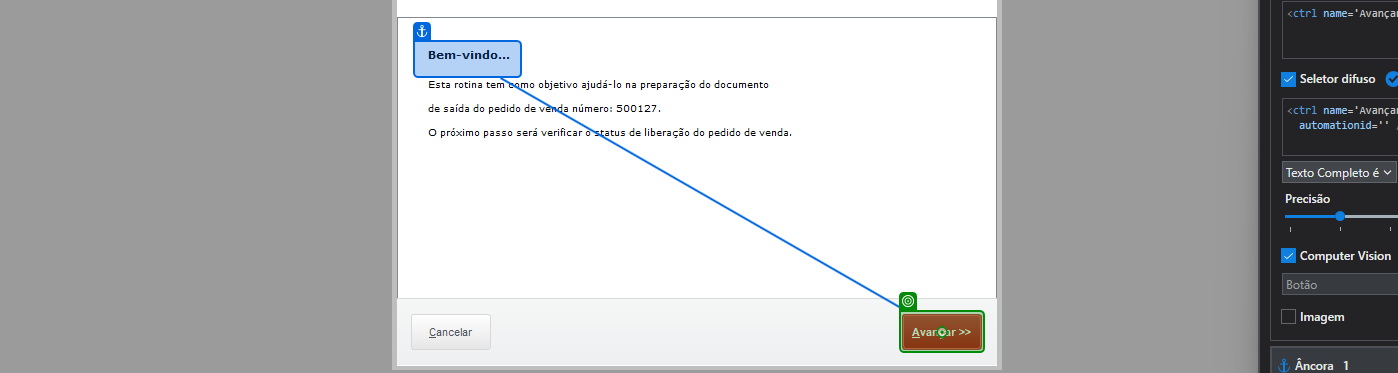 Bem-vindo...
Esta rotina tem como objetivo ajudá-lo na preparação do documento
de saída do pedido de venda número: 500127.
O próximo passo será verificar o status de liberação do pedido de venda.
Cancelar
Avançar >>
<ctrl name='Avança
Seletor difuso
<ctrl name='Avança
automationid=''
Texto Completo é
Precisão
Computer Vision
Botão
Imagem
Âncora 1